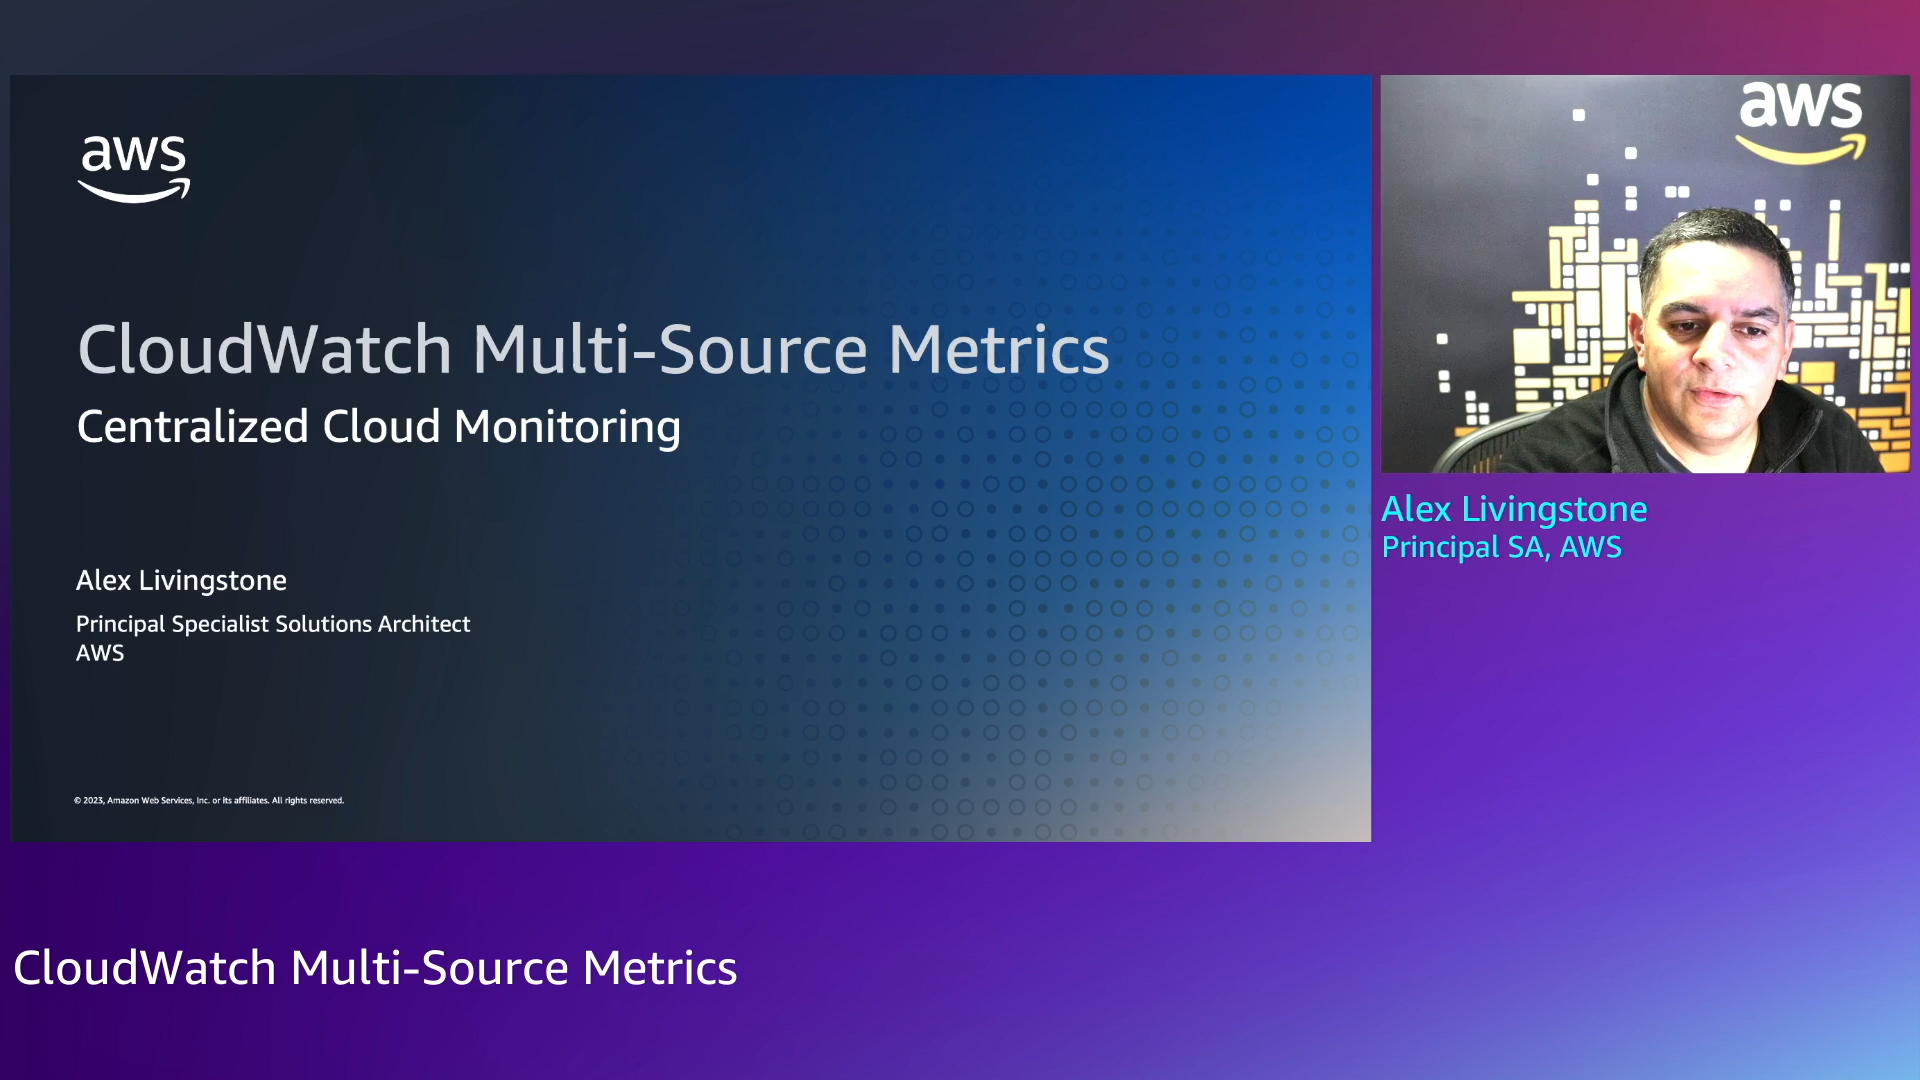 aws
CloudWatch Multi-Source Metrics
Centralized Cloud Monitoring
Alex Livingstone
Principal Specialist Solutions Architect
AWS
© 2023, Amazon Web Services, Inc. or its affiliates. All rights reserved.
aws
Alex Livingstone
Principal SA, AWS
CloudWatch Multi-Source Metrics